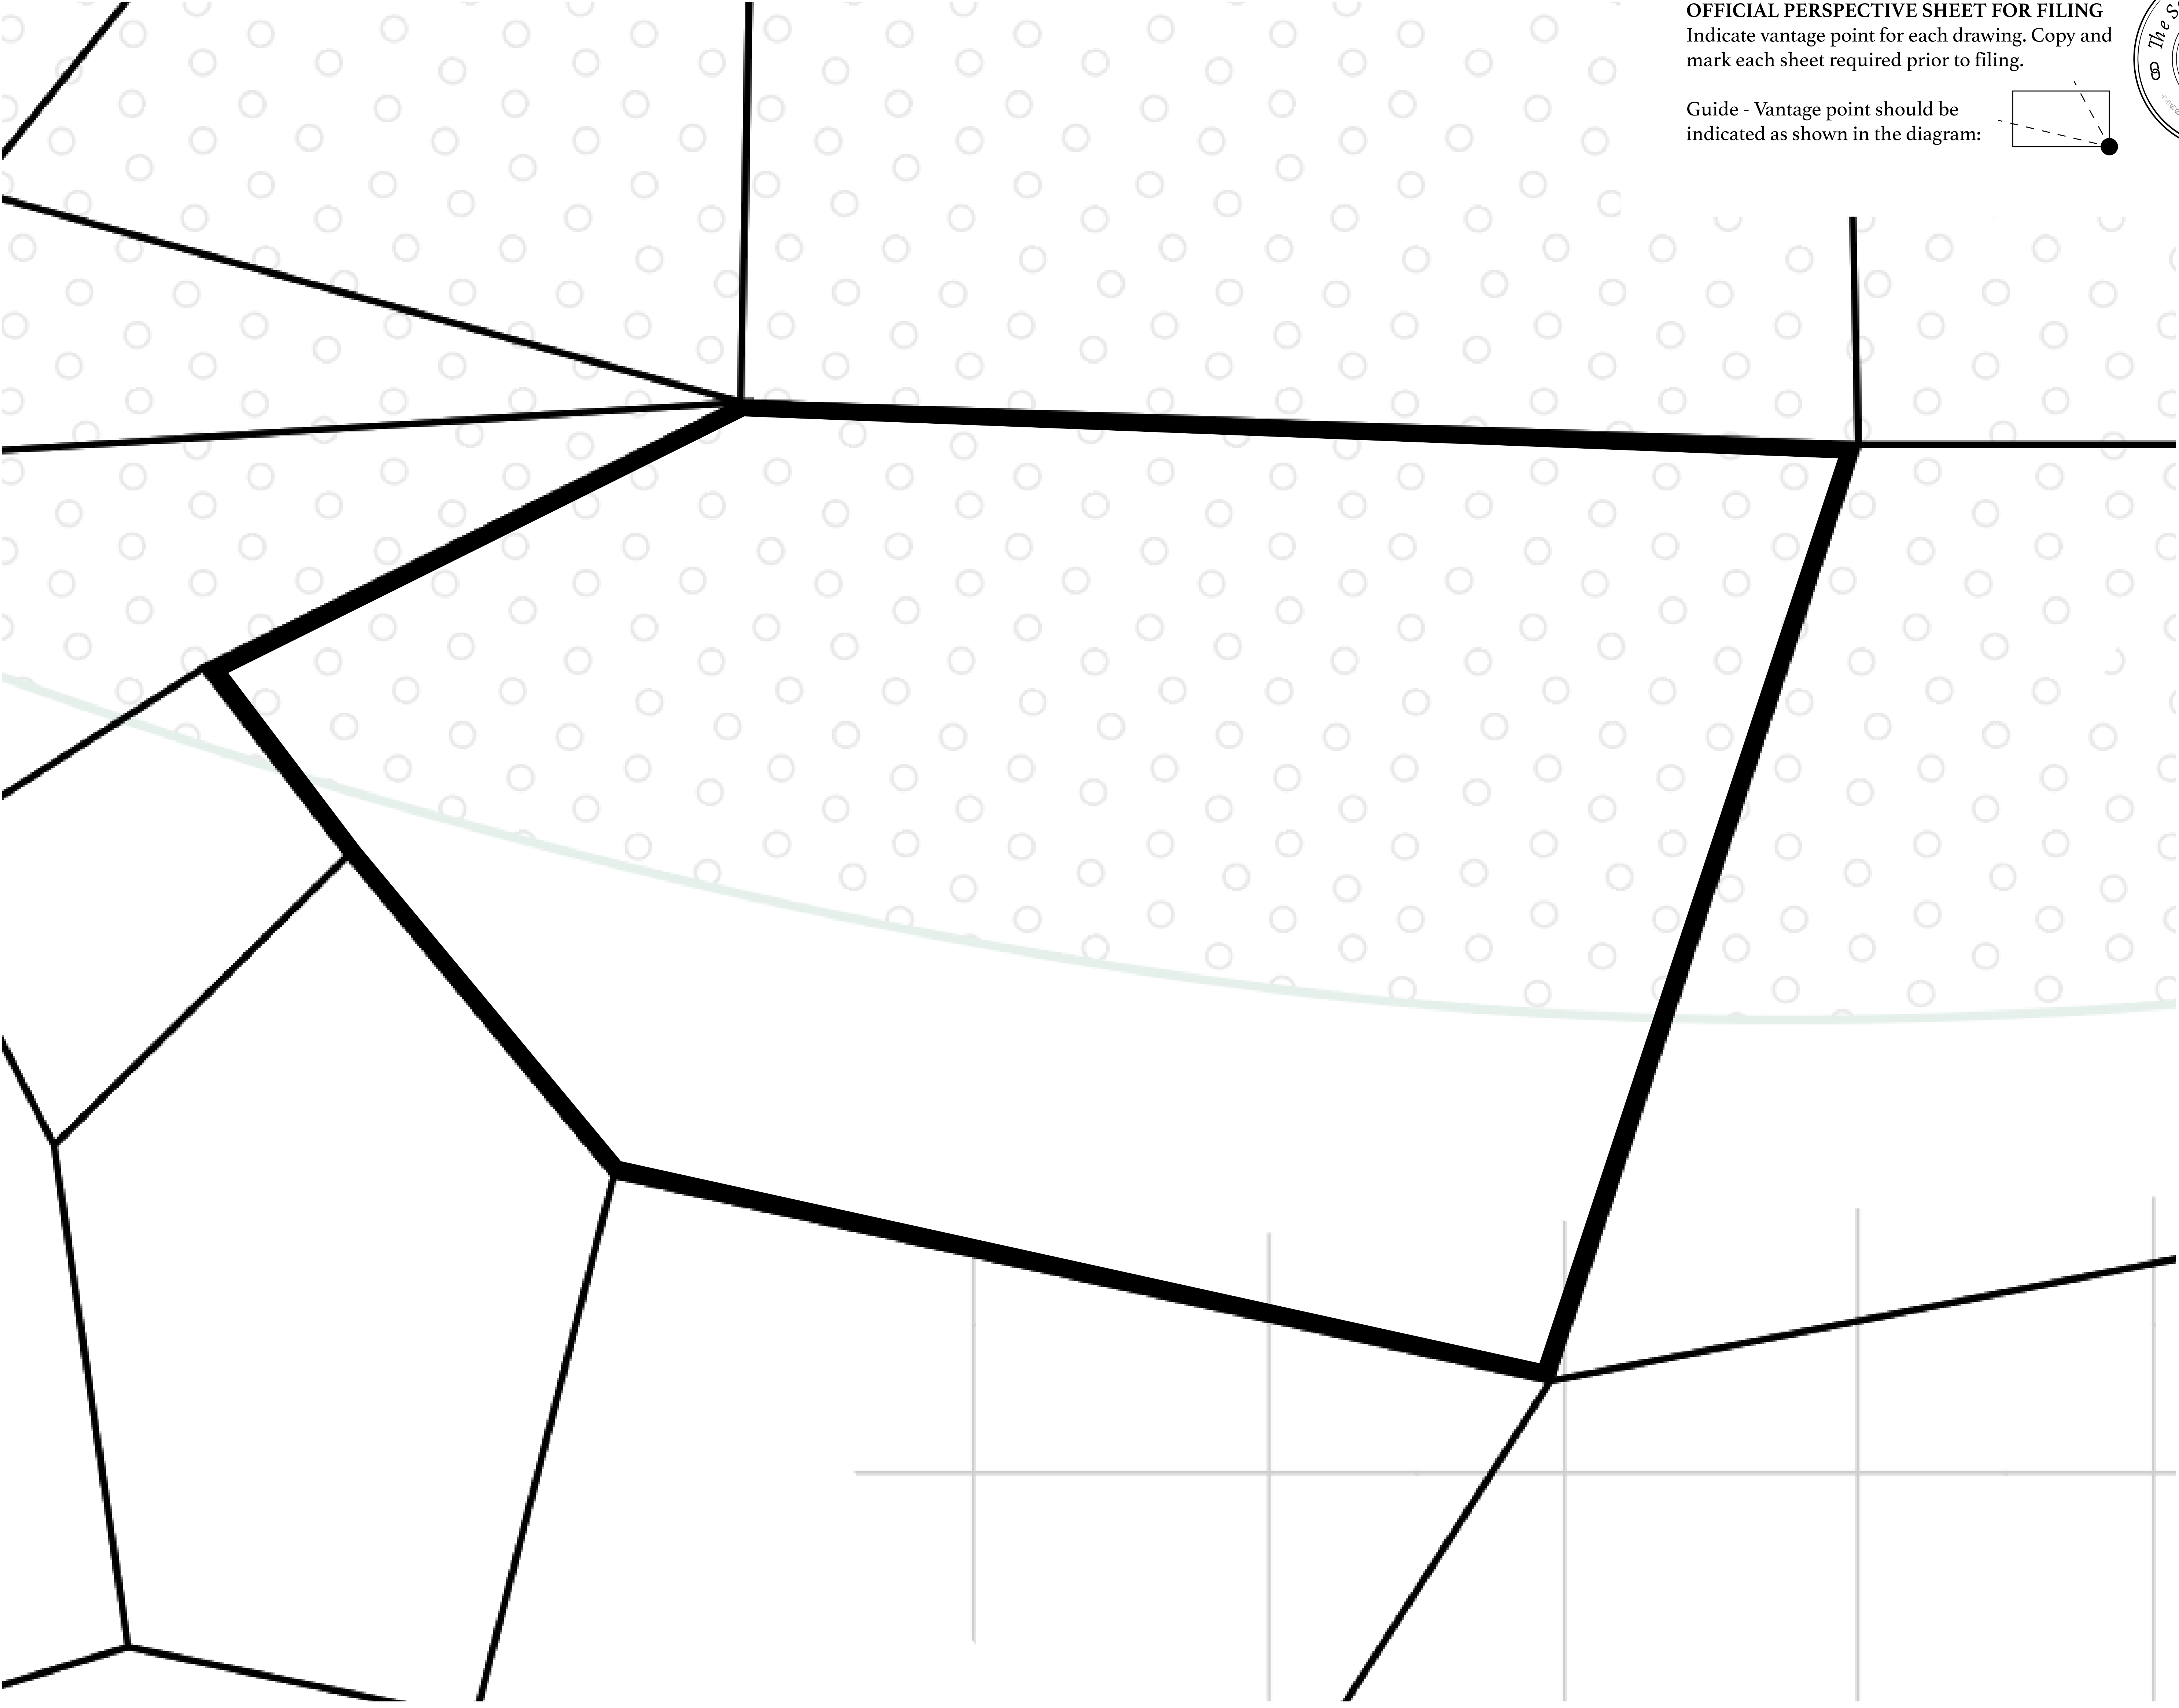 OFFICIAL PERSPECTIVE SHEET FOR FILING
Indicate vantage point for each drawing. Copy and
mark each sheet required prior to filing.
Guide - Vantage point should be
indicated as shown in the diagram:
The S